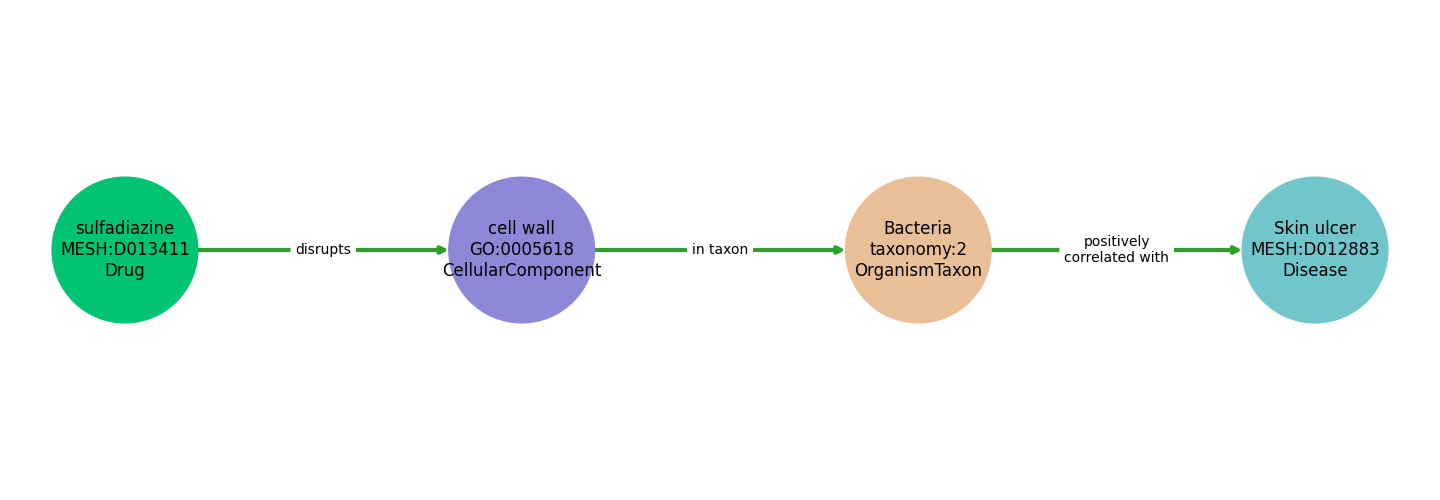 sulfadiazine
MESH:D013411
Drug
disrupts
cell wall
GO:0005618
CellularComponent
in taxon
Bacteria
taxonomy:2
OrganismTaxon
positively
correlated with
Skin ulcer
MESH:D012883
Disease